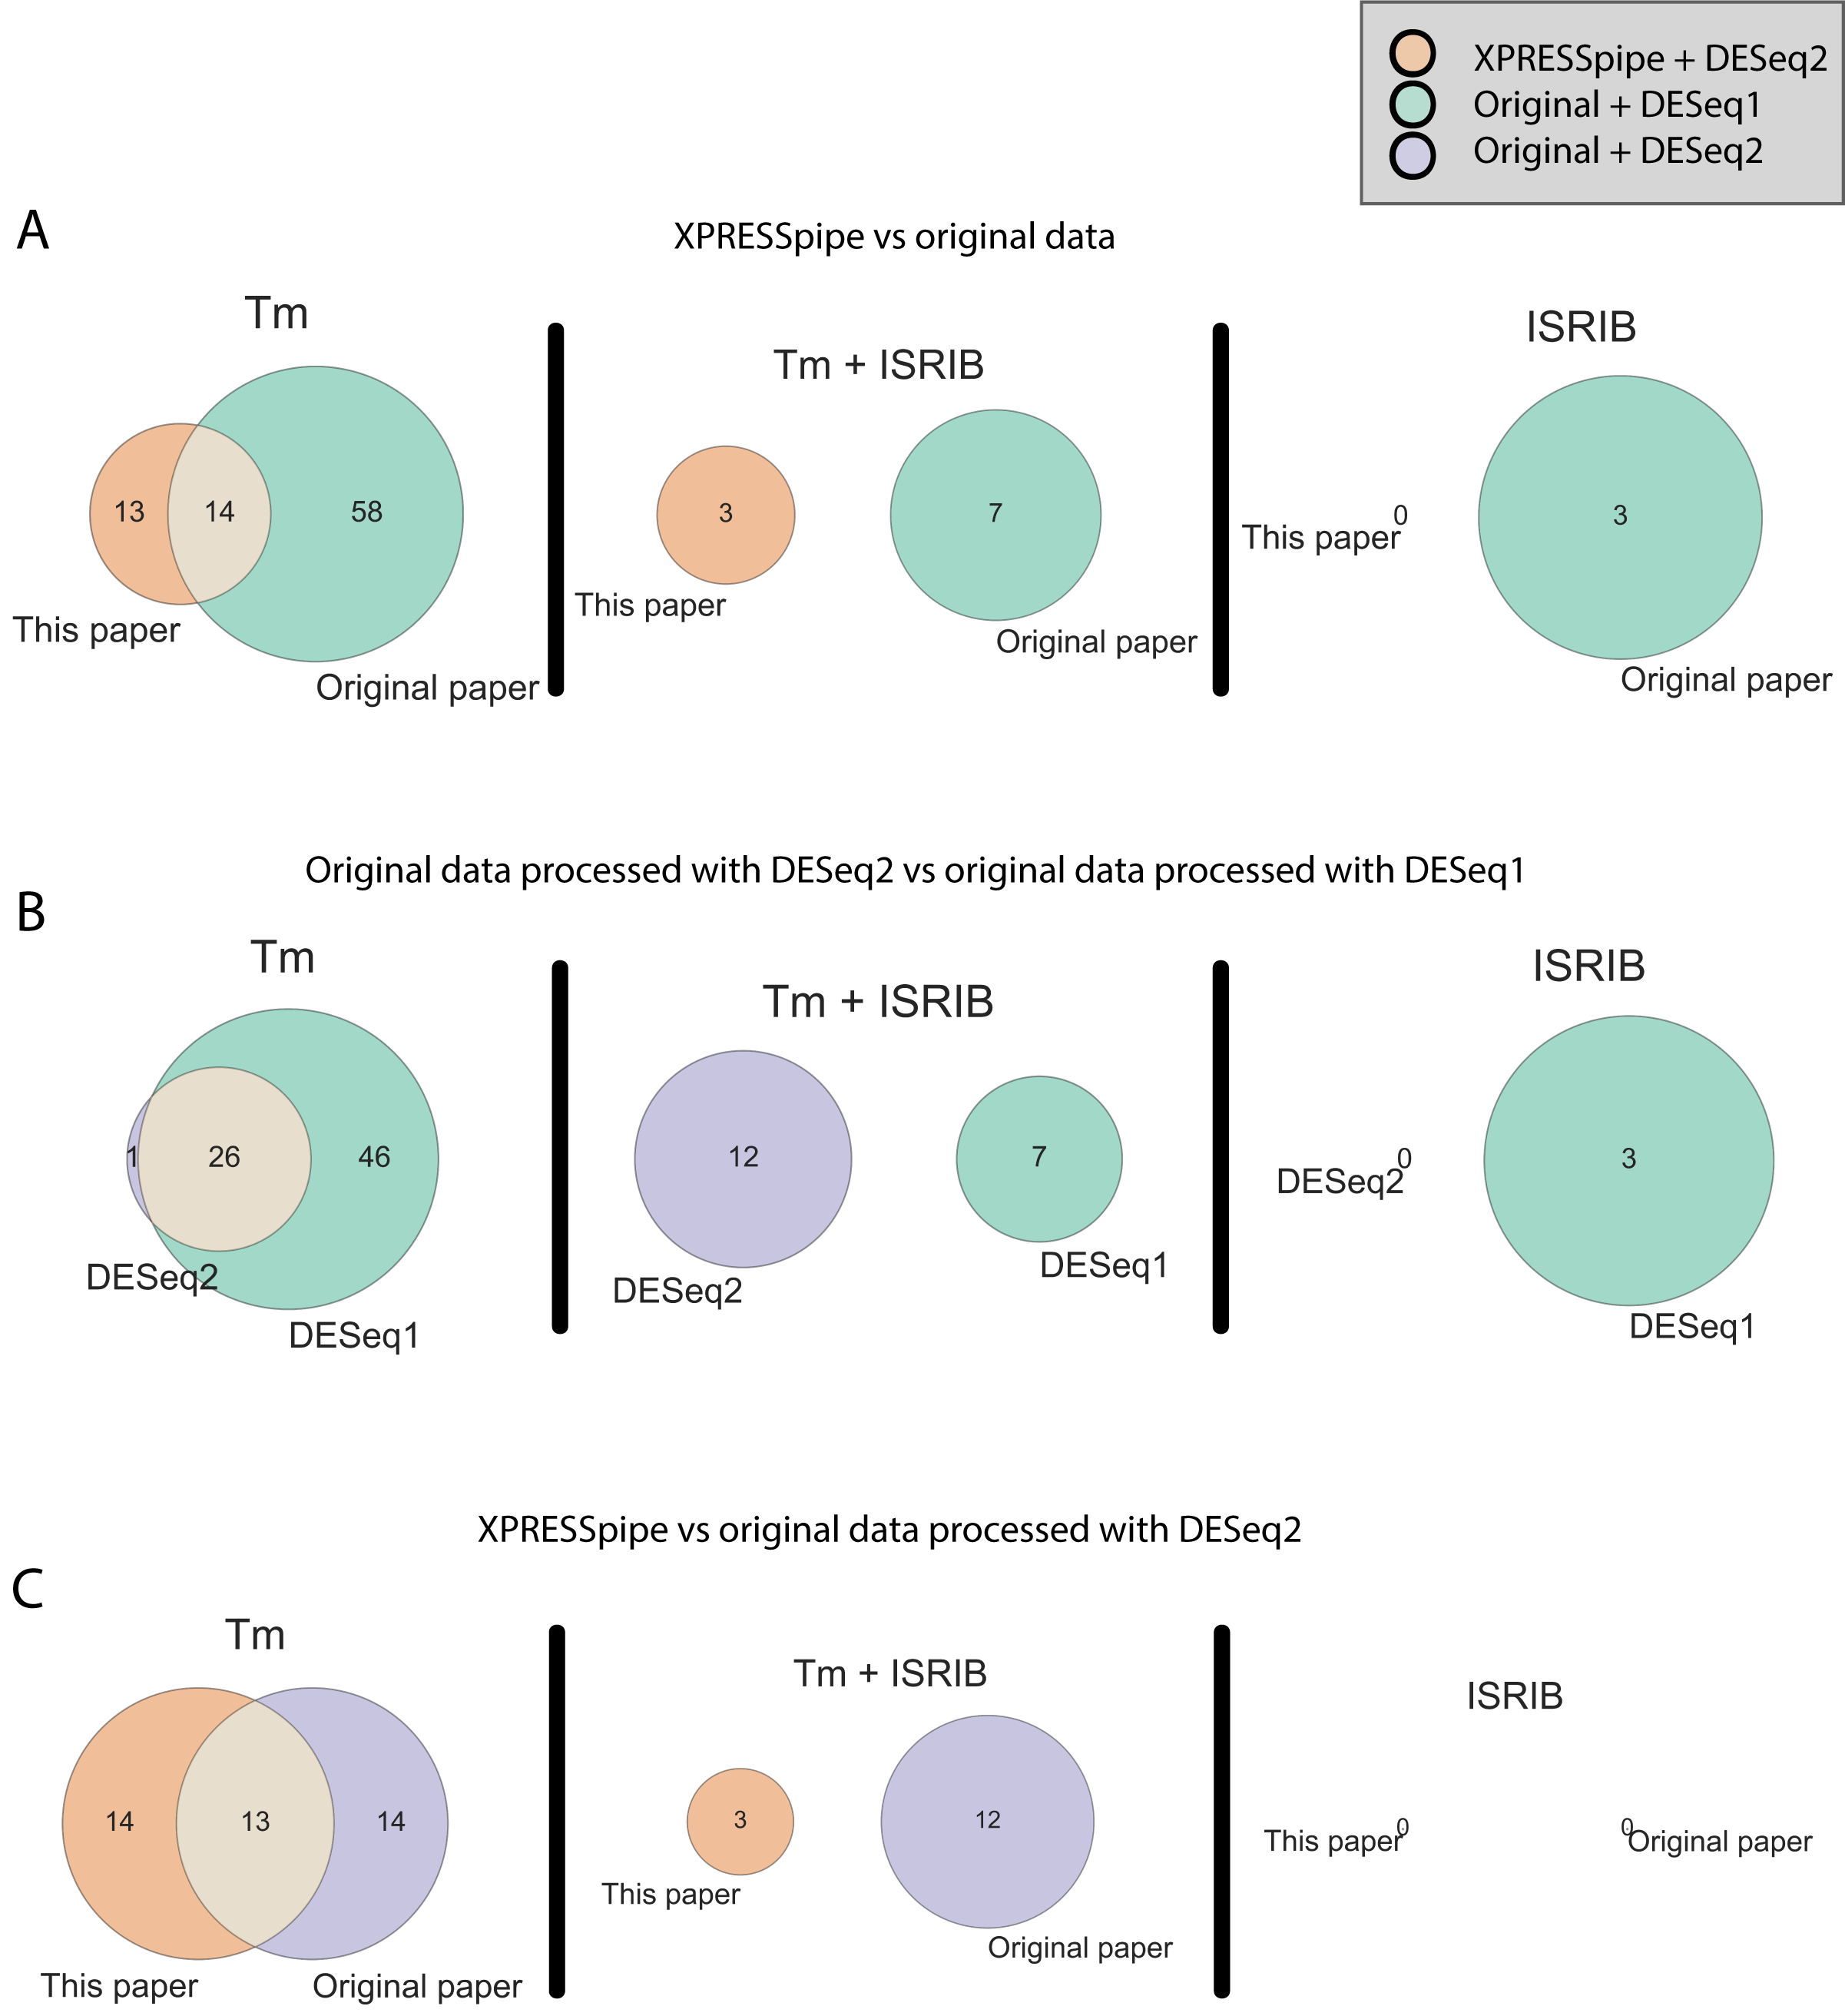 XPRESSpipe + DESeq2
Original + DESeq1
Original + DESeq2
A
XPRESSpipe vs original data
Tm
Tm + ISRIB
ISRIB
13
14
58
3
7
0
3
This paper
Original paper
This paper
Original paper
This paper
Original paper
B
Original data processed with DESeq2 vs original data processed with DESeq1
Tm
Tm + ISRIB
ISRIB
1
26
46
12
7
0
3
DESeq2
DESeq1
DESeq2
DESeq1
DESeq2
DESeq1
C
XPRESSpipe vs original data processed with DESeq2
Tm
Tm + ISRIB
ISRIB
14
13
14
3
12
0
0
This paper
Original paper
This paper
Original paper
This paper
Original paper